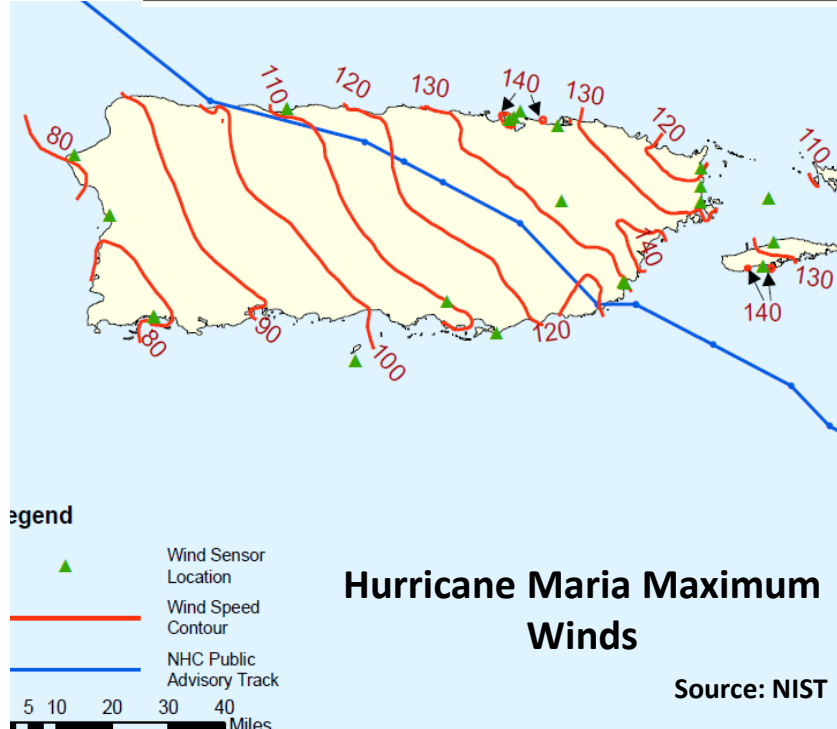 80
110
120
130
140
130
120
110
140
130
140
80
90
100
120
egend
Wind Sensor
Location
Wind Speed
Contour
NHC Public
Advisory Track
5 10 20 30 40
Miles
Hurricane Maria Maximum
Winds
Source: NIST